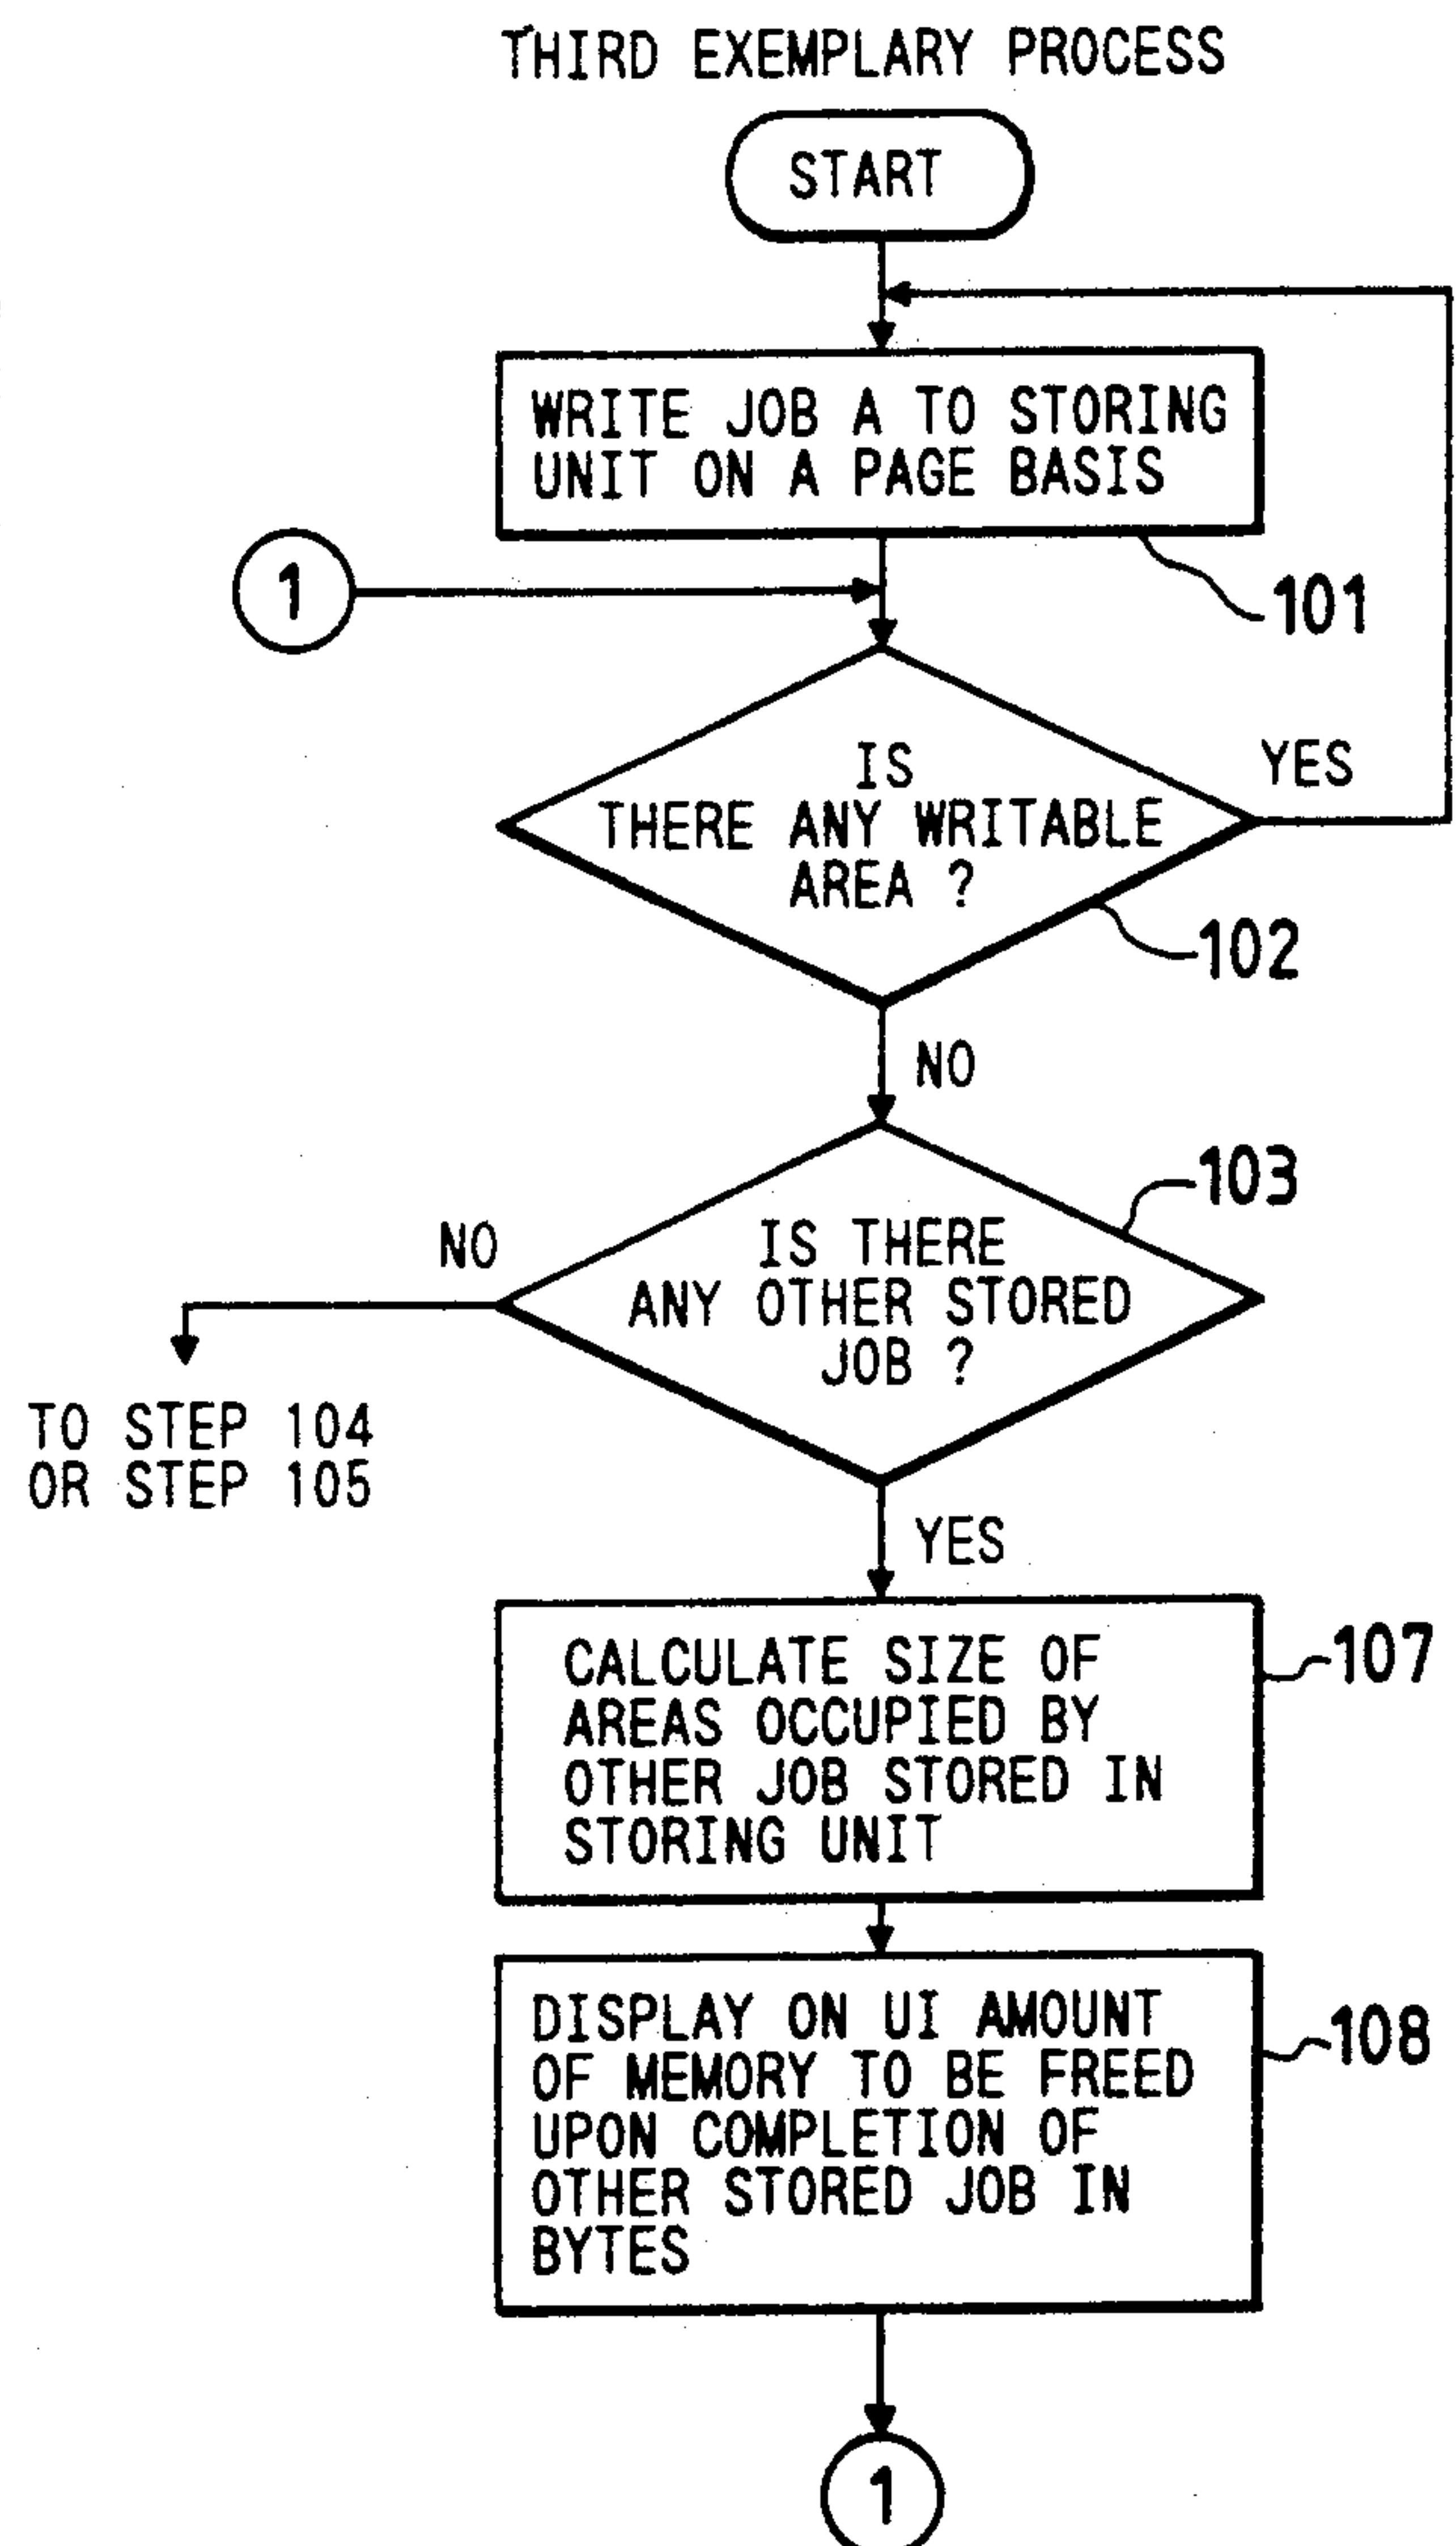 THIRD EXEMPLARY PROCESS
START
WRITE JOB A TO STORING
UNIT ON A PAGE BASIS
1
101
IS
THERE ANY WRITABLE
AREA ?
YES
102
NO
103
IS THERE
ANY OTHER STORED
JOB ?
NO
TO STEP 104
OR STEP 105
YES
CALCULATE SIZE OF
AREAS OCCUPIED BY
OTHER JOB STORED IN
STORING UNIT
107
DISPLAY ON UI AMOUNT
OF MEMORY TO BE FREED
UPON COMPLETION OF
OTHER STORED JOB IN
BYTES
108
1